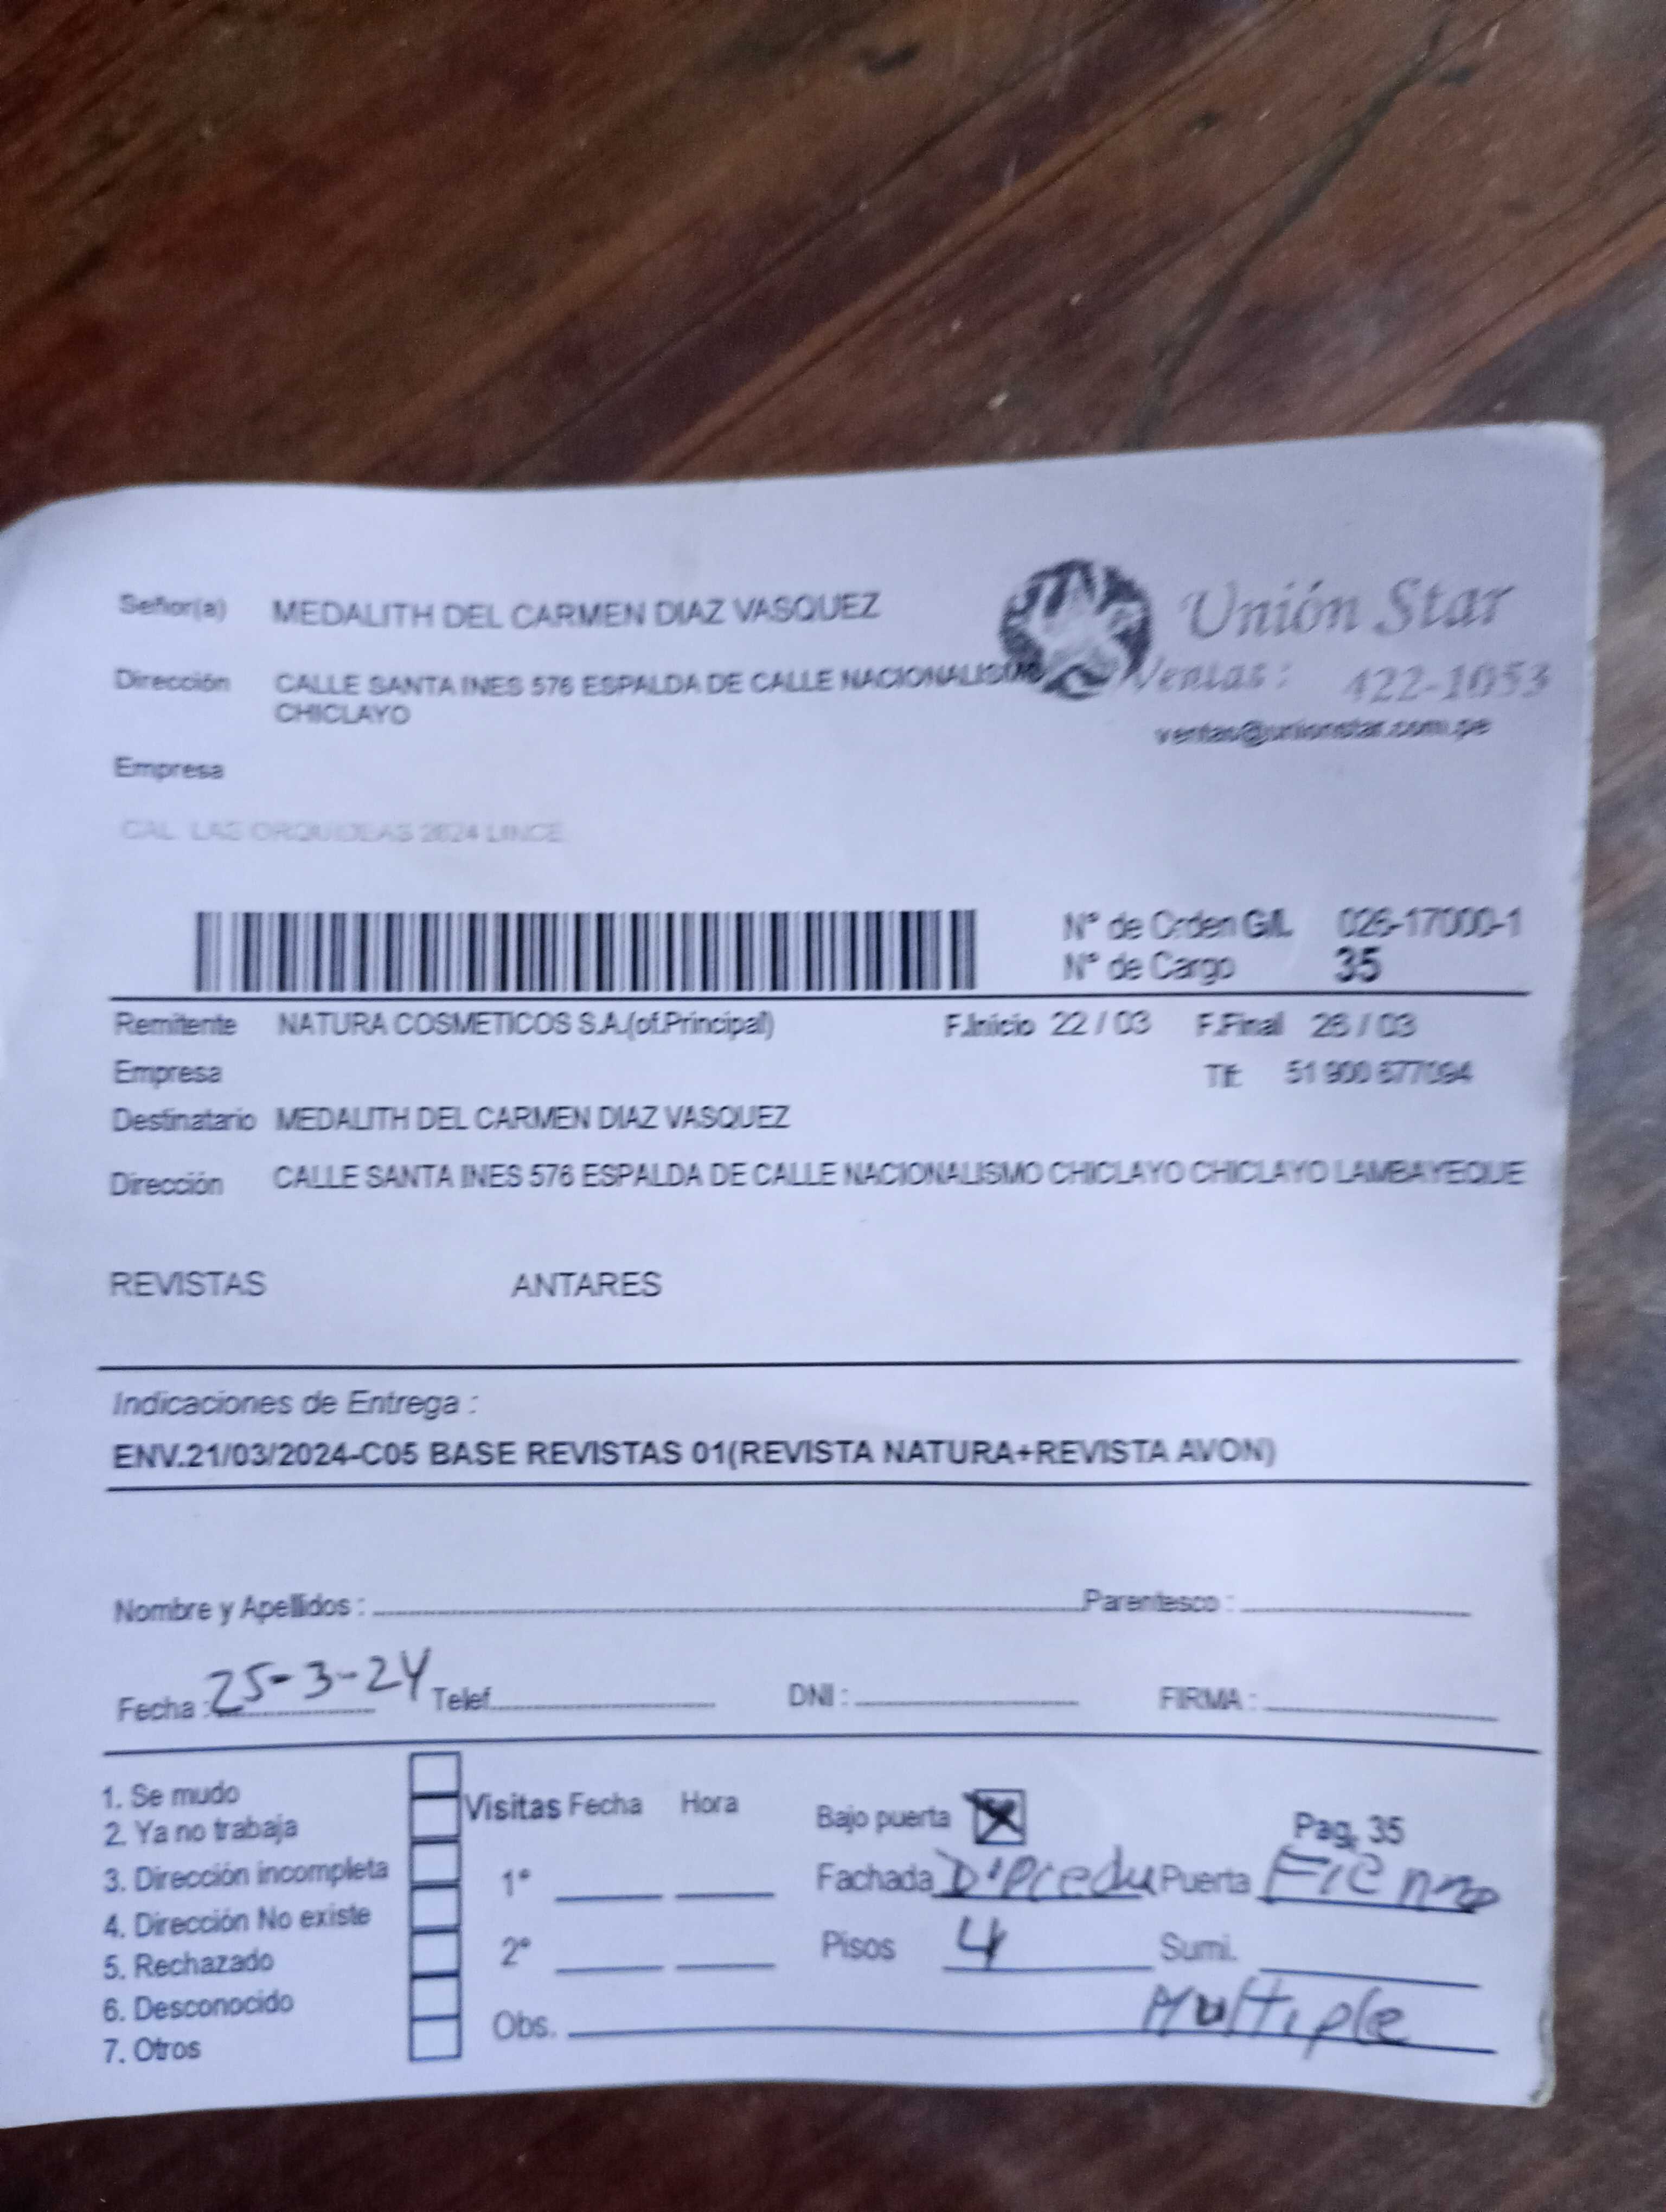 Señor(a) MEDALITH DEL CARMEN DIAZ VASQUEZ
Unión Star
Dirección CALLE SANTA INES 576 ESPALDA DE CALLE NACIONALISMO
CHICLAYO
Ventas: 422-1053
ventas@unionstar.com.pe
Empresa
CAL. LAS ORQUIDEAS 2624 LINCE
N° de Orden G/L 026-17000-1
N° de Cargo 35
Remitente NATURA COSMETICOS S.A.(of.Principal) F.Inicio 22 / 03 F.Final 26 / 03
Empresa Tlf: 51 900 677094
Destinatario MEDALITH DEL CARMEN DIAZ VASQUEZ
Dirección CALLE SANTA INES 576 ESPALDA DE CALLE NACIONALISMO CHICLAYO CHICLAYO LAMBAYEQUE
REVISTAS ANTARES
Indicaciones de Entrega :
ENV.21/03/2024-C05 BASE REVISTAS 01(REVISTA NATURA+REVISTA AVON)
Nombre y Apellidos : Parentesco :
Fecha : 25-3-24 Telef. DNI : FIRMA :
1. Se mudo
2. Ya no trabaja
3. Dirección incompleta
4. Dirección No existe
5. Rechazado
6. Desconocido
7. Otros
Visitas Fecha Hora
1°
2°
Obs.
Bajo puerta X Pag. 35
Fachada Puerta
Pisos 4 Sumi.
Multiple